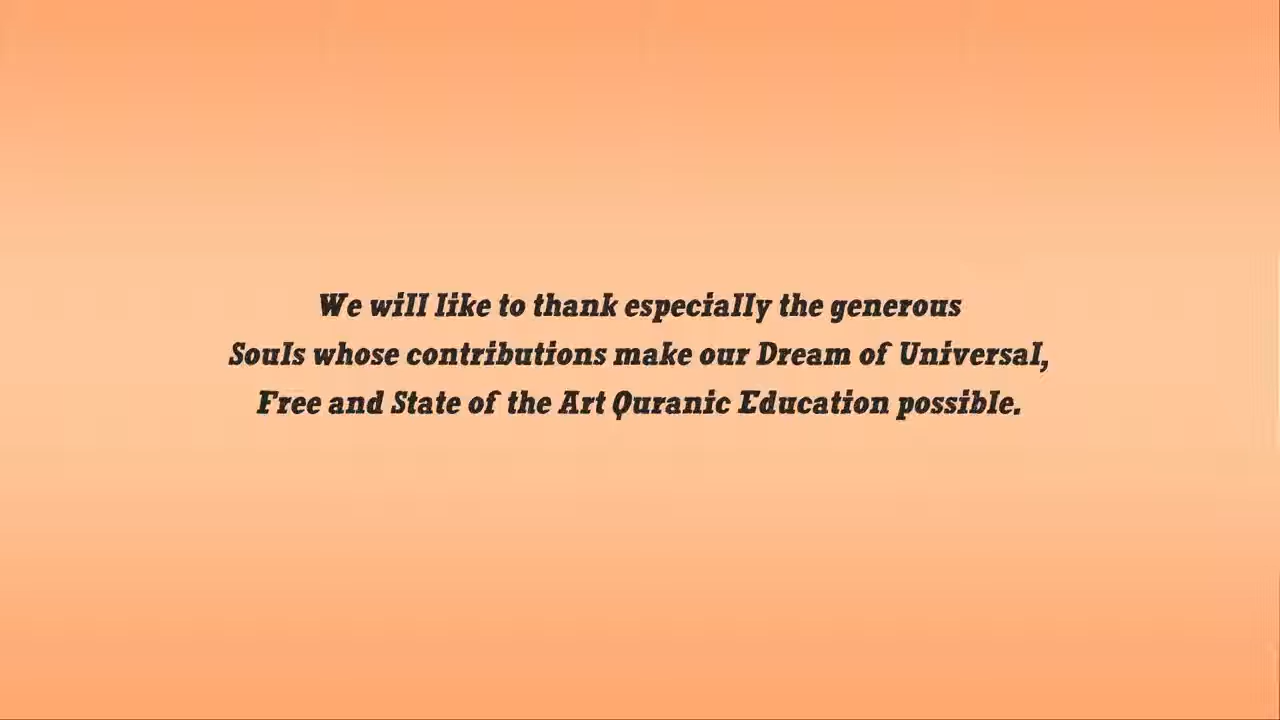 We will like to thank especially the generous
Souls whose contributions make our Dream of Universal,
Free and State of the Art Quranic Education possible.